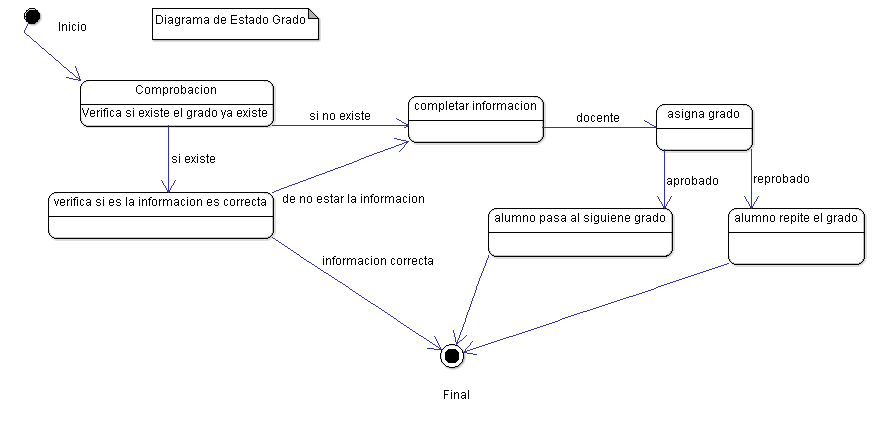 Inicio
Diagrama de Estado Grado
Comprobacion
Verifica si existe el grado ya existe
si no existe
completar informacion
docente
asigna grado
si existe
aprobado
reprobado
verifica si es la informacion es correcta
de no estar la informacion
alumno pasa al siguiene grado
alumno repite el grado
informacion correcta
Final